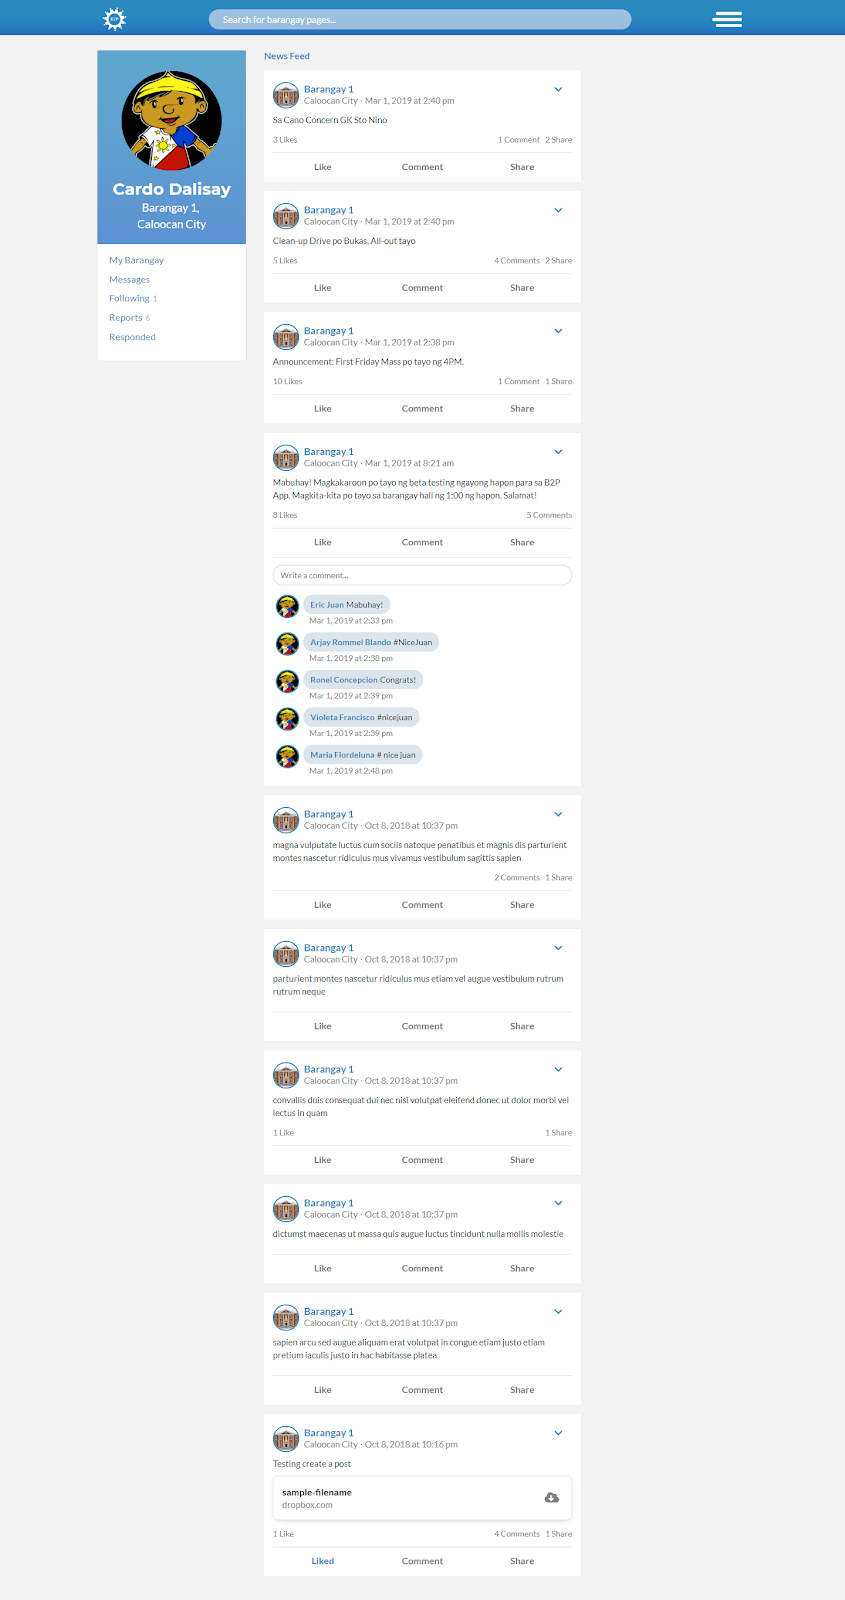 Search for barangay pages...
Cardo Dalisay
Barangay 1,
Caloocan City
My Barangay
Messages
Following 1
Reports 6
Responded
News Feed
Barangay 1
Caloocan City · Mar 1, 2019 at 2:40 pm
Sa Cano Concern GK Sto Nino
3 Likes 1 Comment 2 Share
Like Comment Share
Barangay 1
Caloocan City · Mar 1, 2019 at 2:40 pm
Clean-up Drive po Bukas, All-out tayo
5 Likes 4 Comments 2 Share
Like Comment Share
Barangay 1
Caloocan City · Mar 1, 2019 at 2:38 pm
Announcement: First Friday Mass po tayo ng 4PM.
10 Likes 1 Comment 1 Share
Like Comment Share
Barangay 1
Caloocan City · Mar 1, 2019 at 8:21 am
Mabuhay! Magkakaroon po tayo ng beta testing ngayong hapon para sa B2P
App. Magkita-kita po tayo sa barangay hall ng 1:00 ng hapon. Salamat!
8 Likes 5 Comments
Like Comment Share
Write a comment...
Eric Juan Mabuhay!
Mar 1, 2019 at 2:33 pm
Arjay Rommel Blando #NiceJuan
Mar 1, 2019 at 2:38 pm
Ronel Concepcion Congrats!
Mar 1, 2019 at 2:39 pm
Violeta Francisco #nicejuan
Mar 1, 2019 at 2:39 pm
Maria Flordeluna # nice juan
Mar 1, 2019 at 2:48 pm
Barangay 1
Caloocan City · Oct 8, 2018 at 10:37 pm
magna vulputate luctus cum sociis natoque penatibus et magnis dis parturient
montes nascetur ridiculus mus vivamus vestibulum sagittis sapien
2 Comments 1 Share
Like Comment Share
Barangay 1
Caloocan City · Oct 8, 2018 at 10:37 pm
parturient montes nascetur ridiculus mus etiam vel augue vestibulum rutrum
rutrum neque
Like Comment Share
Barangay 1
Caloocan City · Oct 8, 2018 at 10:37 pm
convallis duis consequat dui nec nisi volutpat eleifend donec ut dolor morbi vel
lectus in quam
1 Like 1 Share
Like Comment Share
Barangay 1
Caloocan City · Oct 8, 2018 at 10:37 pm
dictumst maecenas ut massa quis augue luctus tincidunt nulla mollis molestie
Like Comment Share
Barangay 1
Caloocan City · Oct 8, 2018 at 10:37 pm
sapien arcu sed augue aliquam erat volutpat in congue etiam justo etiam
pretium iaculis justo in hac habitasse platea
Like Comment Share
Barangay 1
Caloocan City · Oct 8, 2018 at 10:16 pm
Testing create a post
sample-filename
dropbox.com
1 Like 4 Comments 1 Share
Liked Comment Share